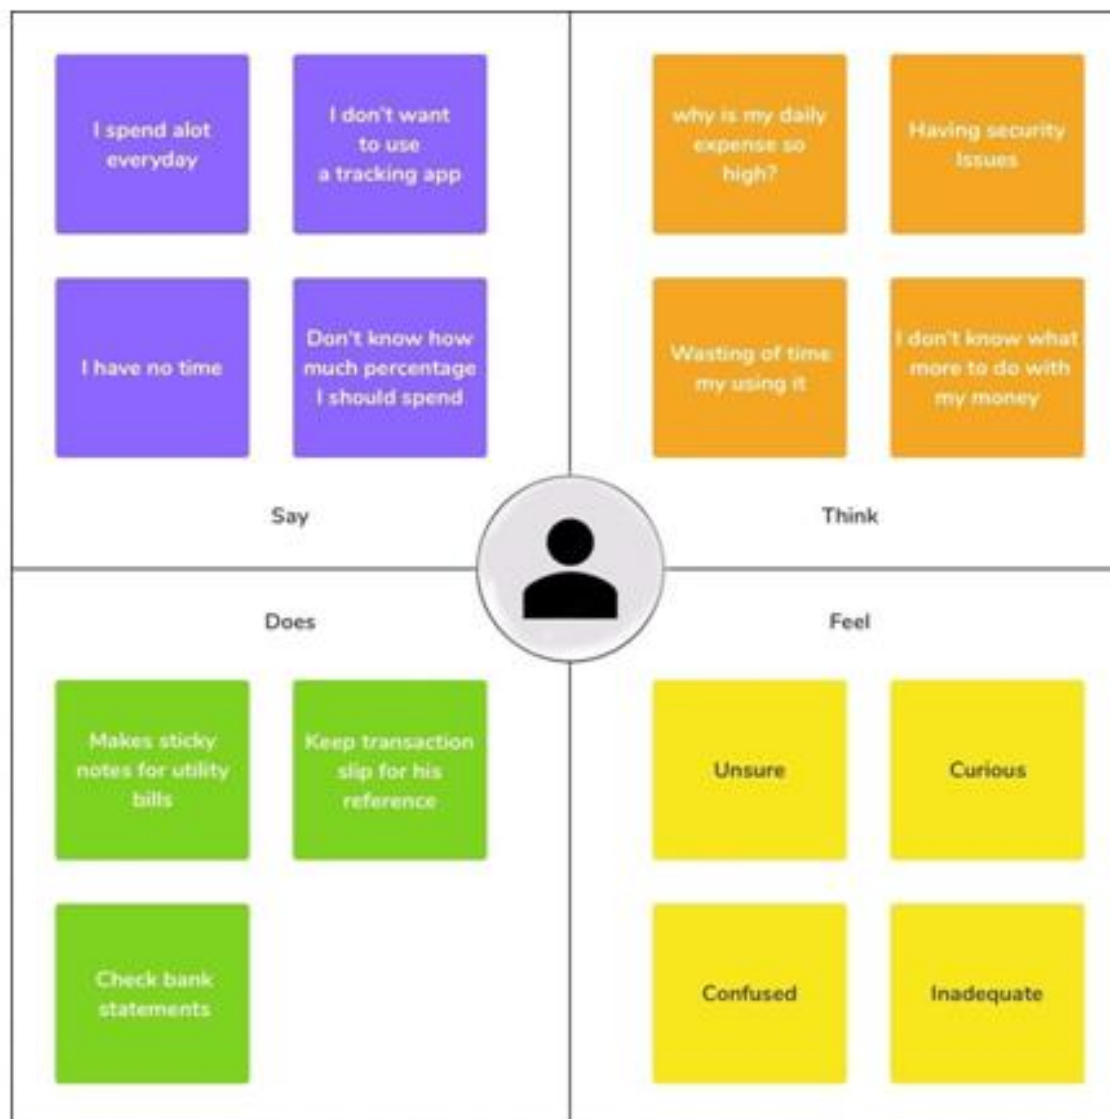 I spend alot
everyday
I don't want
to use
a tracking app
I have no time
Don't know how
much percentage
I should spend
Say
why is my daily
expense so
high?
Having security
Issues
Wasting of time
my using it
I don't know what
more to do with
my money
Think
Does
Makes sticky
notes for utility
bills
Keep transaction
slip for his
reference
Check bank
statements
Feel
Unsure
Curious
Confused
Inadequate